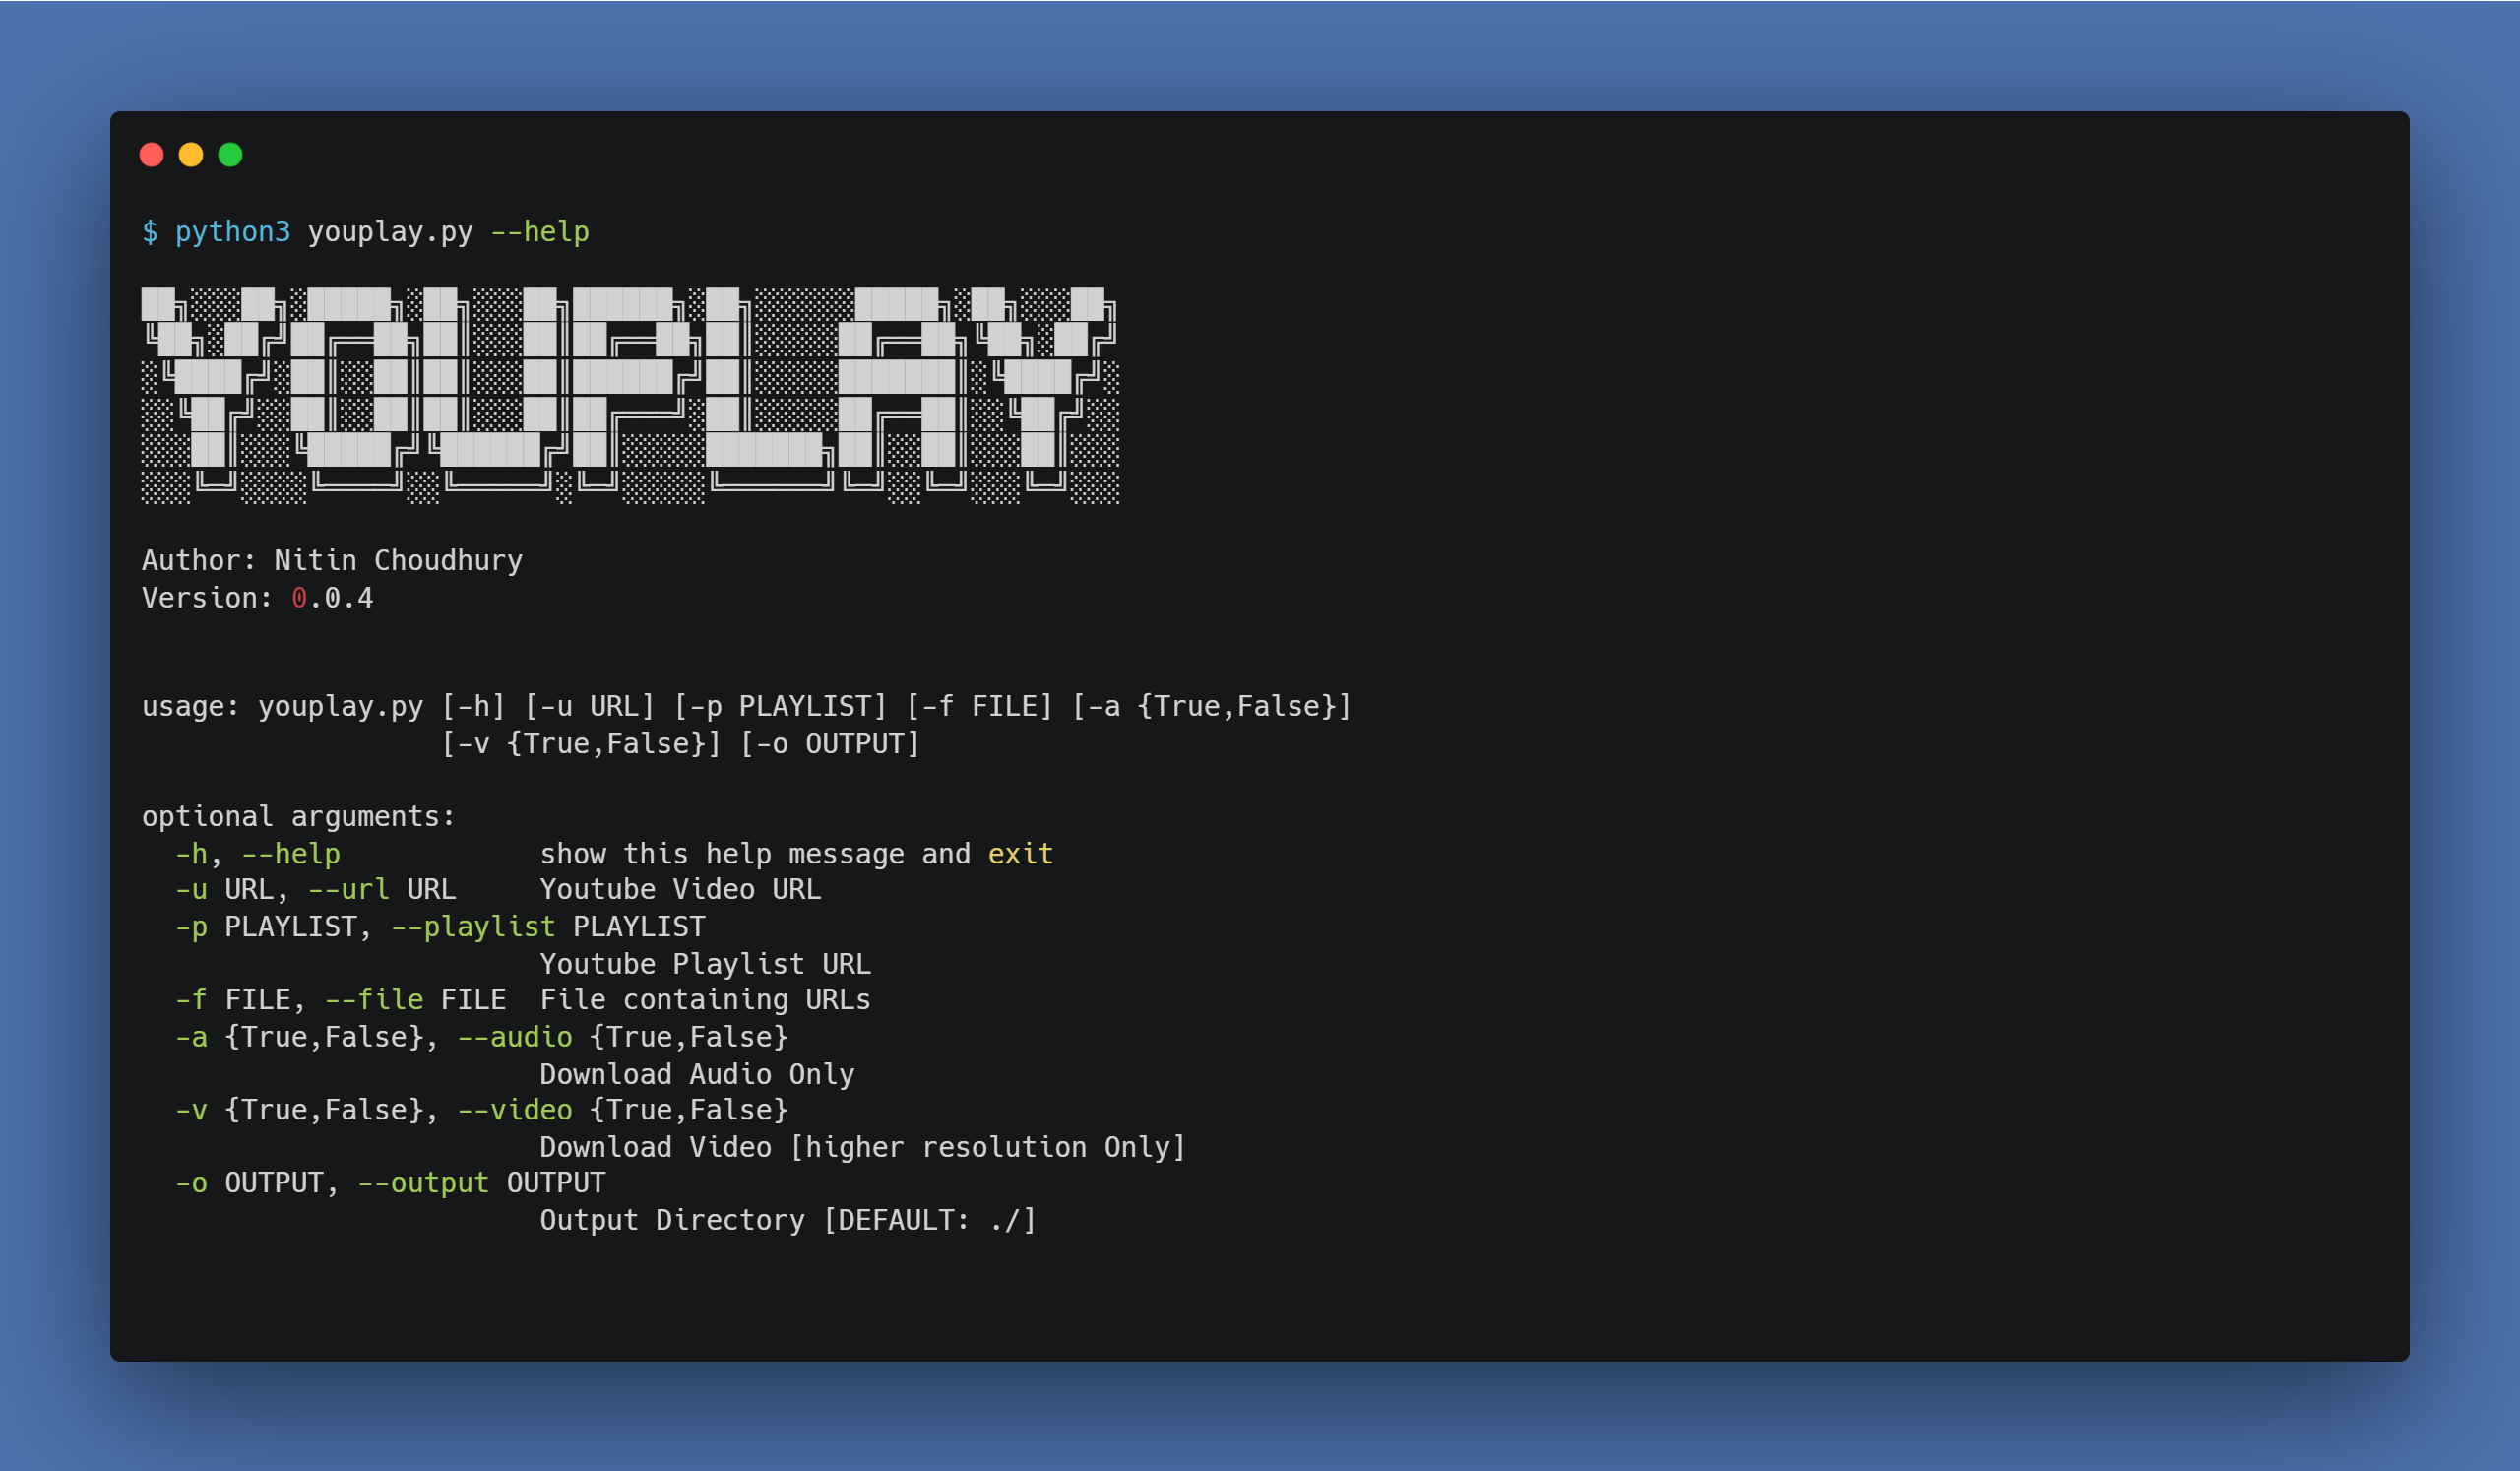 $ python3 youplay.py --help
YOUPLAY
Author: Nitin Choudhury
Version: 0.0.4
usage: youplay.py [-h] [-u URL] [-p PLAYLIST] [-f FILE] [-a {True,False}]
[-v {True,False}] [-o OUTPUT]
optional arguments:
-h, --help show this help message and exit
-u URL, --url URL Youtube Video URL
-p PLAYLIST, --playlist PLAYLIST
Youtube Playlist URL
-f FILE, --file FILE File containing URLs
-a {True,False}, --audio {True,False}
Download Audio Only
-v {True,False}, --video {True,False}
Download Video [higher resolution Only]
-o OUTPUT, --output OUTPUT
Output Directory [DEFAULT: ./]